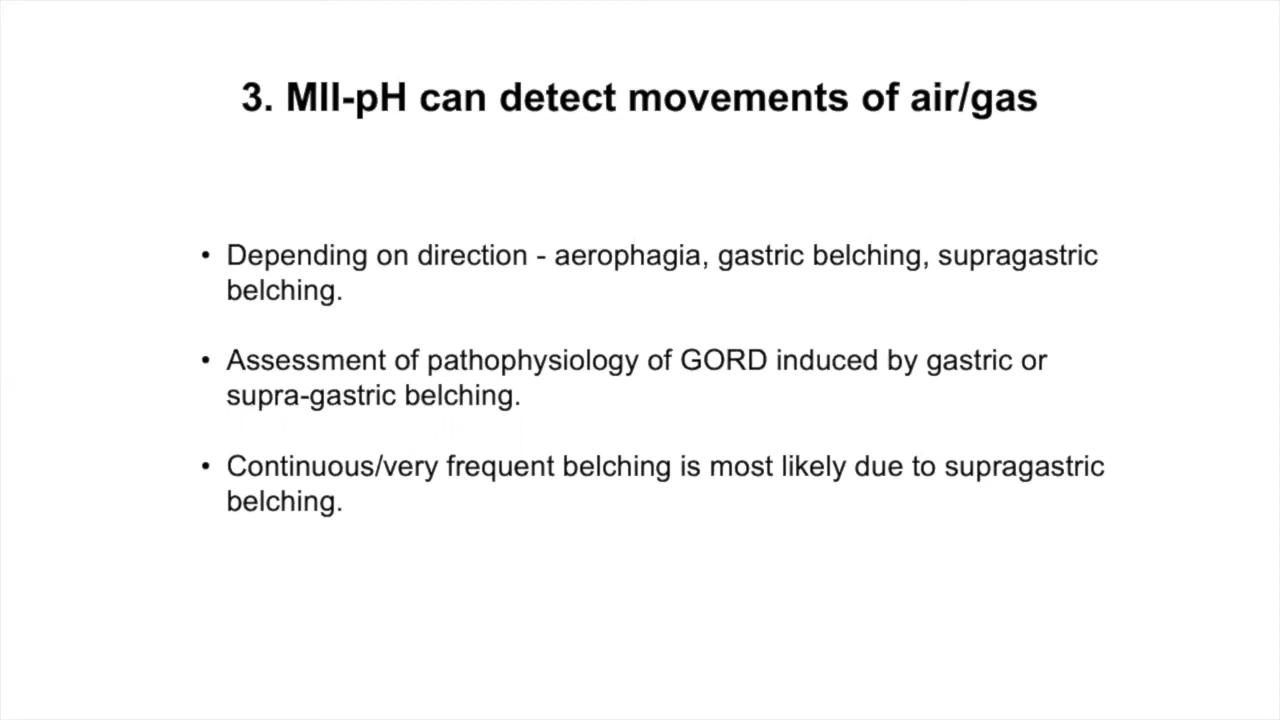 3. MII-pH can detect movements of air/gas
• Depending on direction - aerophagia, gastric belching, supragastric
belching.
• Assessment of pathophysiology of GORD induced by gastric or
supra-gastric belching.
• Continuous/very frequent belching is most likely due to supragastric
belching.